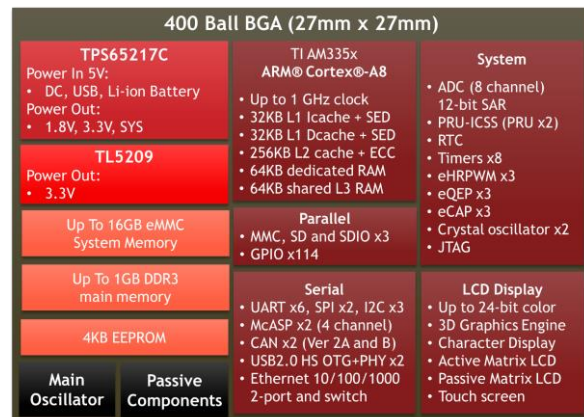 400 Ball BGA (27mm x 27mm)
TPS65217C
Power In 5V:
• DC, USB, Li-ion Battery
Power Out:
• 1.8V, 3.3V, SYS
TL5209
Power Out:
• 3.3V
Up To 16GB eMMC
System Memory
Up to 1GB DDR3
main memory
4KB EEPROM
Main
Oscillator
Passive
Components
TI AM335x
ARM® Cortex®-A8
• Up to 1 GHz clock
• 32KB L1 Icache + SED
• 32KB L1 Dcache + SED
• 256KB L2 cache + ECC
• 64KB dedicated RAM
• 64KB shared L3 RAM
Parallel
• MMC, SD and SDIO x3
• GPIO x114
Serial
• UART x6, SPI x2, I2C x3
• McASP x2 (4 channel)
• CAN x2 (Ver 2A and B)
• USB2.0 HS OTG+PHY x2
• Ethernet 10/100/1000
2-port and switch
System
• ADC (8 channel)
12-bit SAR
• PRU-ICSS (PRU x2)
• RTC
• Timers x8
• eHRPWM x3
• eQEP x3
• eCAP x3
• Crystal oscillator x2
• JTAG
LCD Display
• Up to 24-bit color
• 3D Graphics Engine
• Character Display
• Active Matrix LCD
• Passive Matrix LCD
• Touch screen